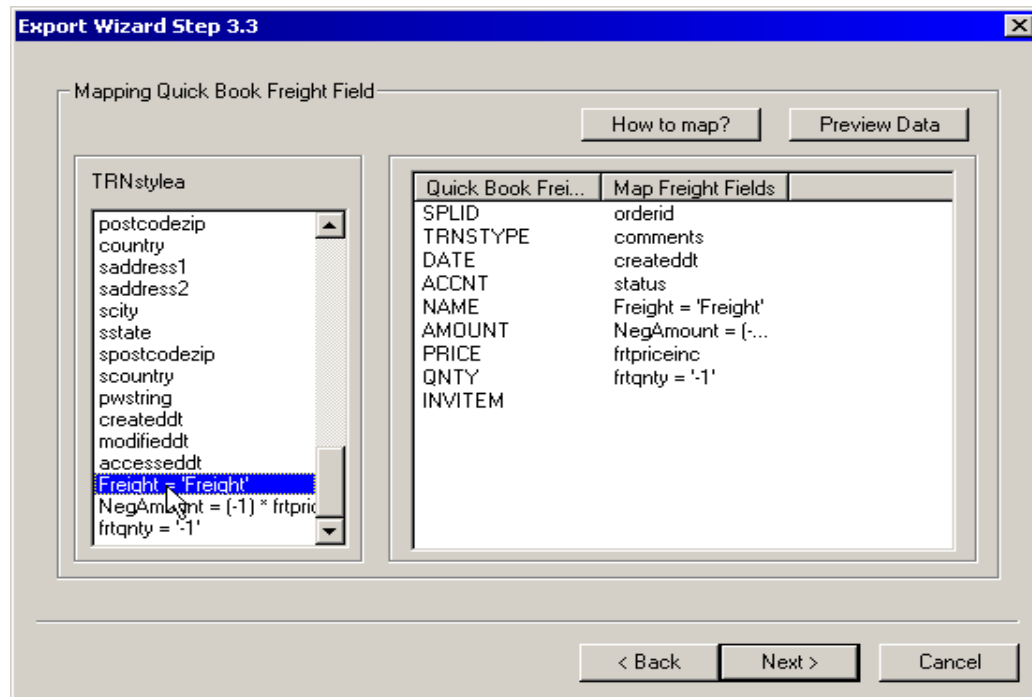 Export Wizard Step 3.3
Mapping Quick Book Freight Field
How to map?
Preview Data
TRNstylea
postcodezip
country
saddress1
saddress2
scity
sstate
spostcodezip
scountry
pwstring
createddt
modifieddt
accesseddt
Freight = 'Freight'
NegAmount = (-1) * frtpric
frtqnty = '-1'
Quick Book Frei... Map Freight Fields
SPLID orderid
TRNSTYPE comments
DATE createddt
ACCNT status
NAME Freight = 'Freight'
AMOUNT NegAmount = (-...
PRICE frtpriceinc
QNTY frtqnty = '-1'
INVITEM
< Back
Next >
Cancel